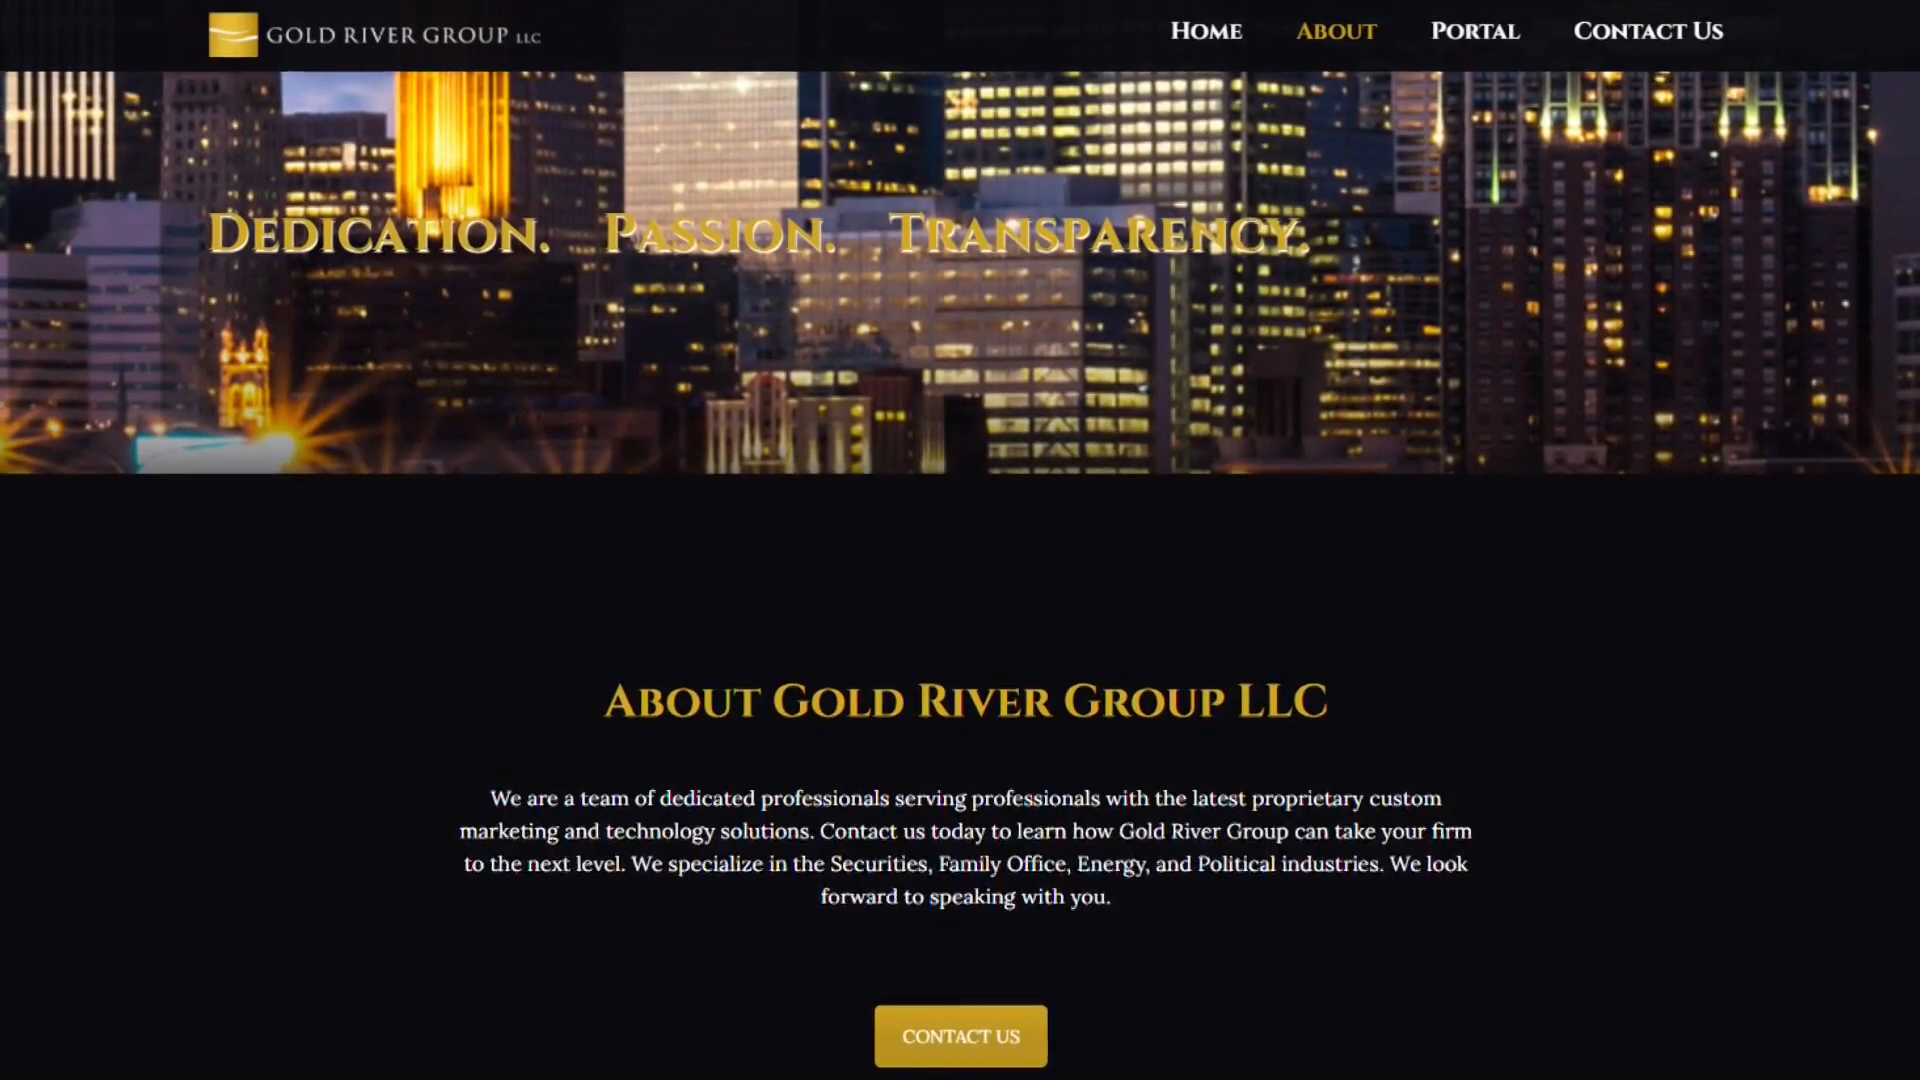 GOLD RIVER GROUP LLC
Home About Portal Contact Us
Dedication. Passion. Transparency.
About Gold River Group LLC
We are a team of dedicated professionals serving professionals with the latest proprietary custom
marketing and technology solutions. Contact us today to learn how Gold River Group can take your firm
to the next level. We specialize in the Securities, Family Office, Energy, and Political industries. We look
forward to speaking with you.
CONTACT US